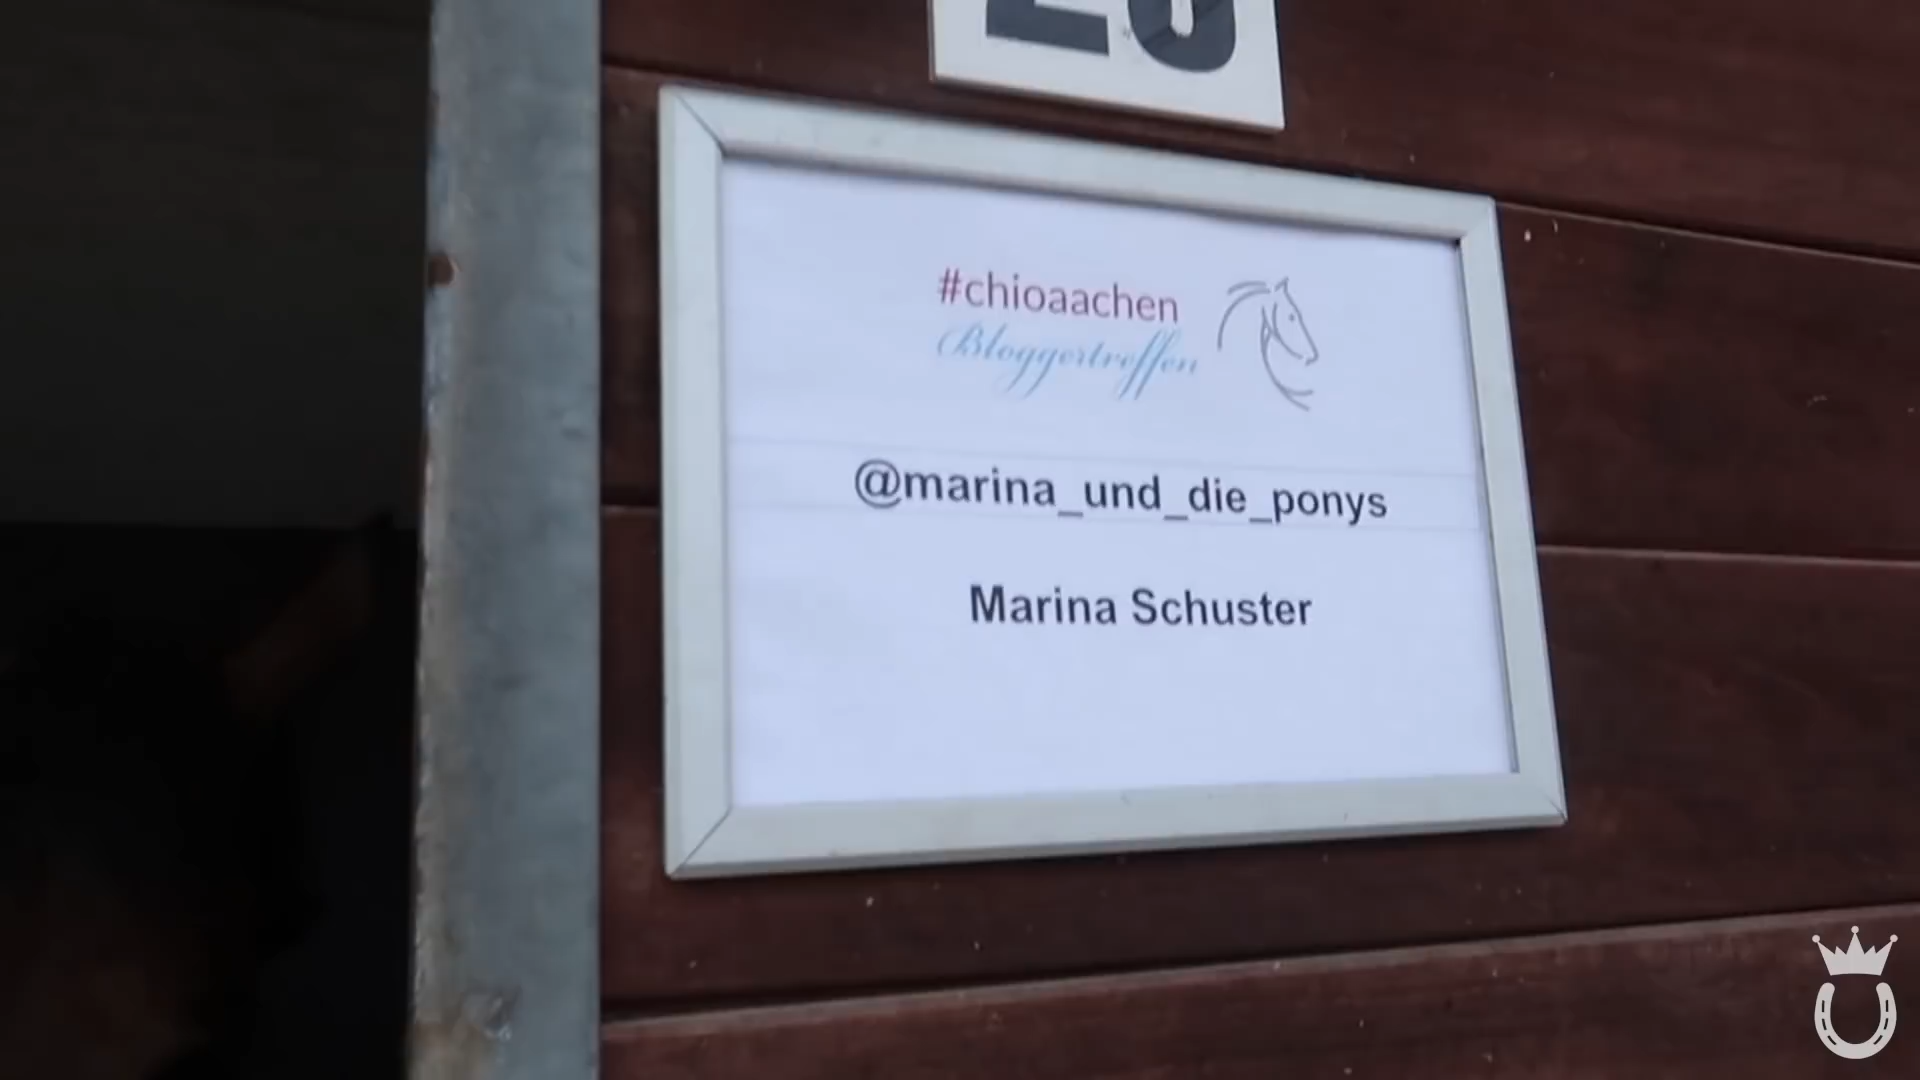 #chioaachen
Bloggertreffen
@marina_und_die_ponys
Marina Schuster